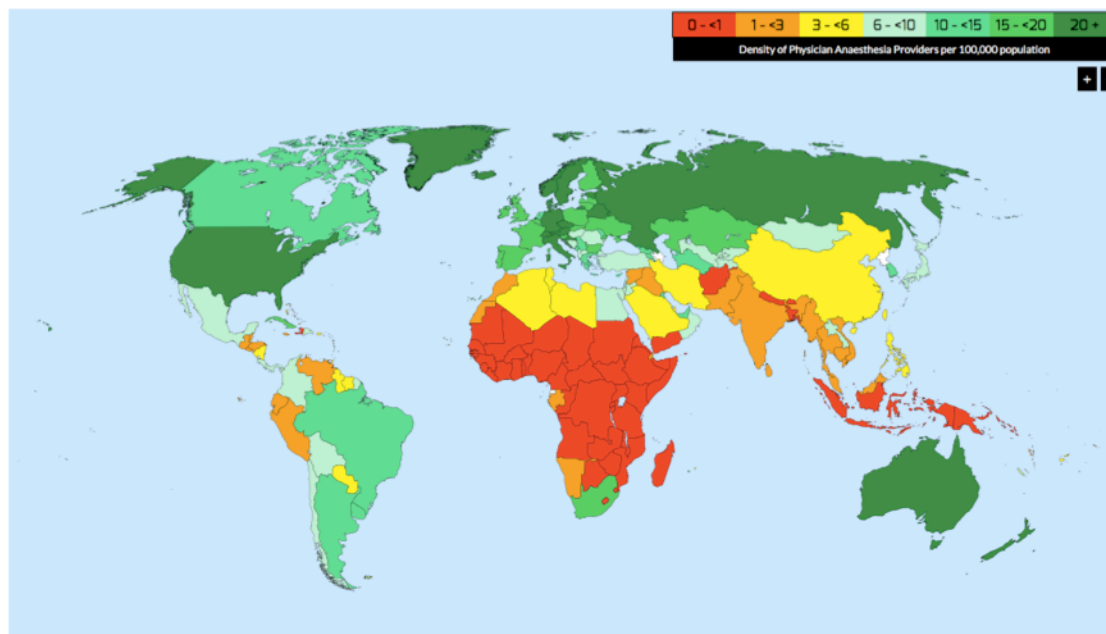 0 - <1 1 - <3 3 - <6 6 - <10 10 - <15 15 - <20 20 +
Density of Physician Anaesthesia Providers per 100,000 population
+